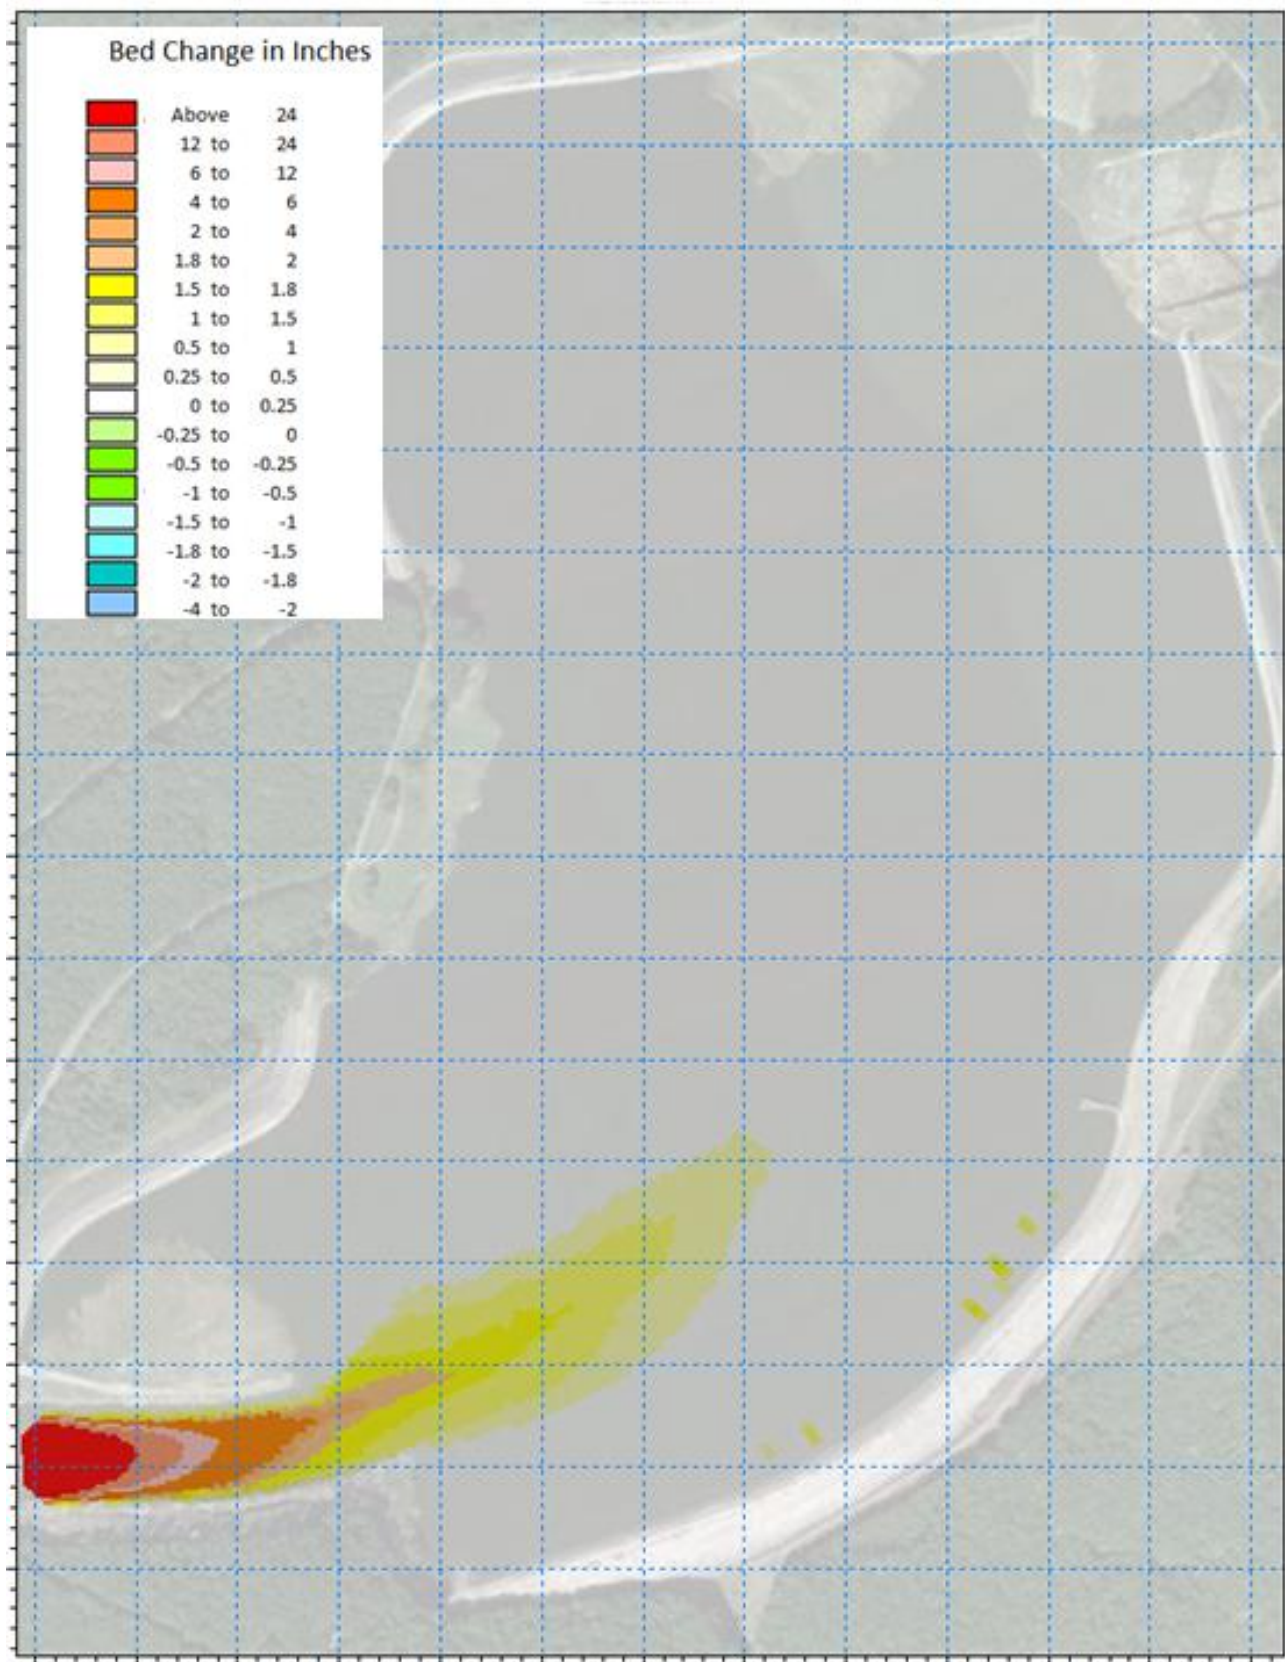 Bed Change in Inches
Above 24
12 to 24
6 to 12
4 to 6
2 to 4
1.8 to 2
1.5 to 1.8
1 to 1.5
0.5 to 1
0.25 to 0.5
0 to 0.25
-0.25 to 0
-0.5 to -0.25
-1 to -0.5
-1.5 to -1
-1.8 to -1.5
-2 to -1.8
-4 to -2